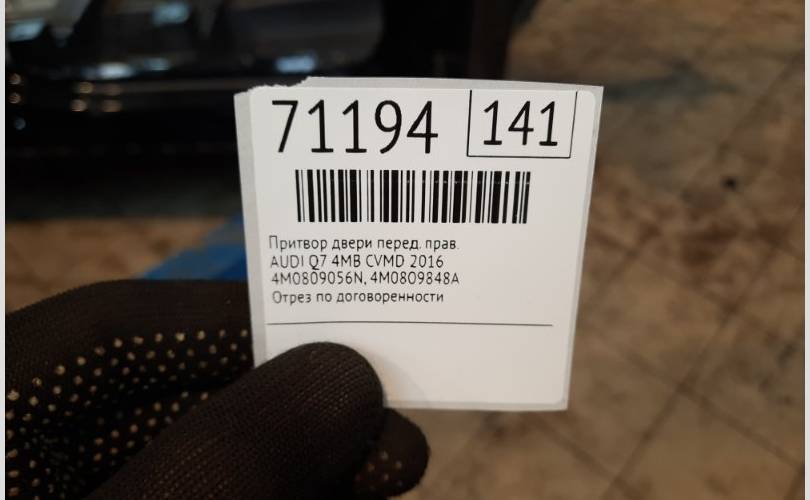 71194 141
Притвор двери перед. прав.
AUDI Q7 4MB CVMD 2016
4M0809056N, 4M0809848A
Отрез по договоренности